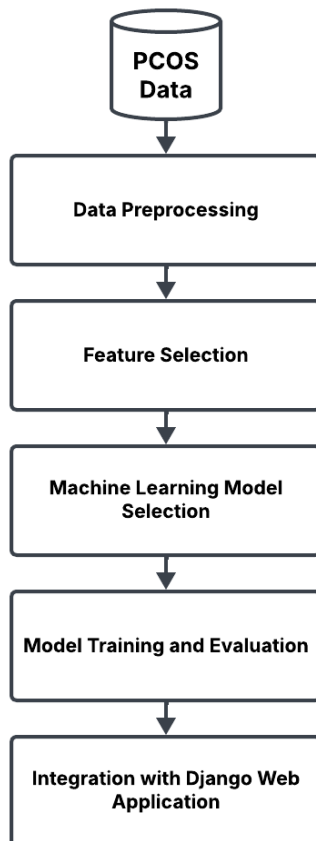 PCOS
Data
Data Preprocessing
Feature Selection
Machine Learning Model
Selection
Model Training and Evaluation
Integration with Django Web
Application